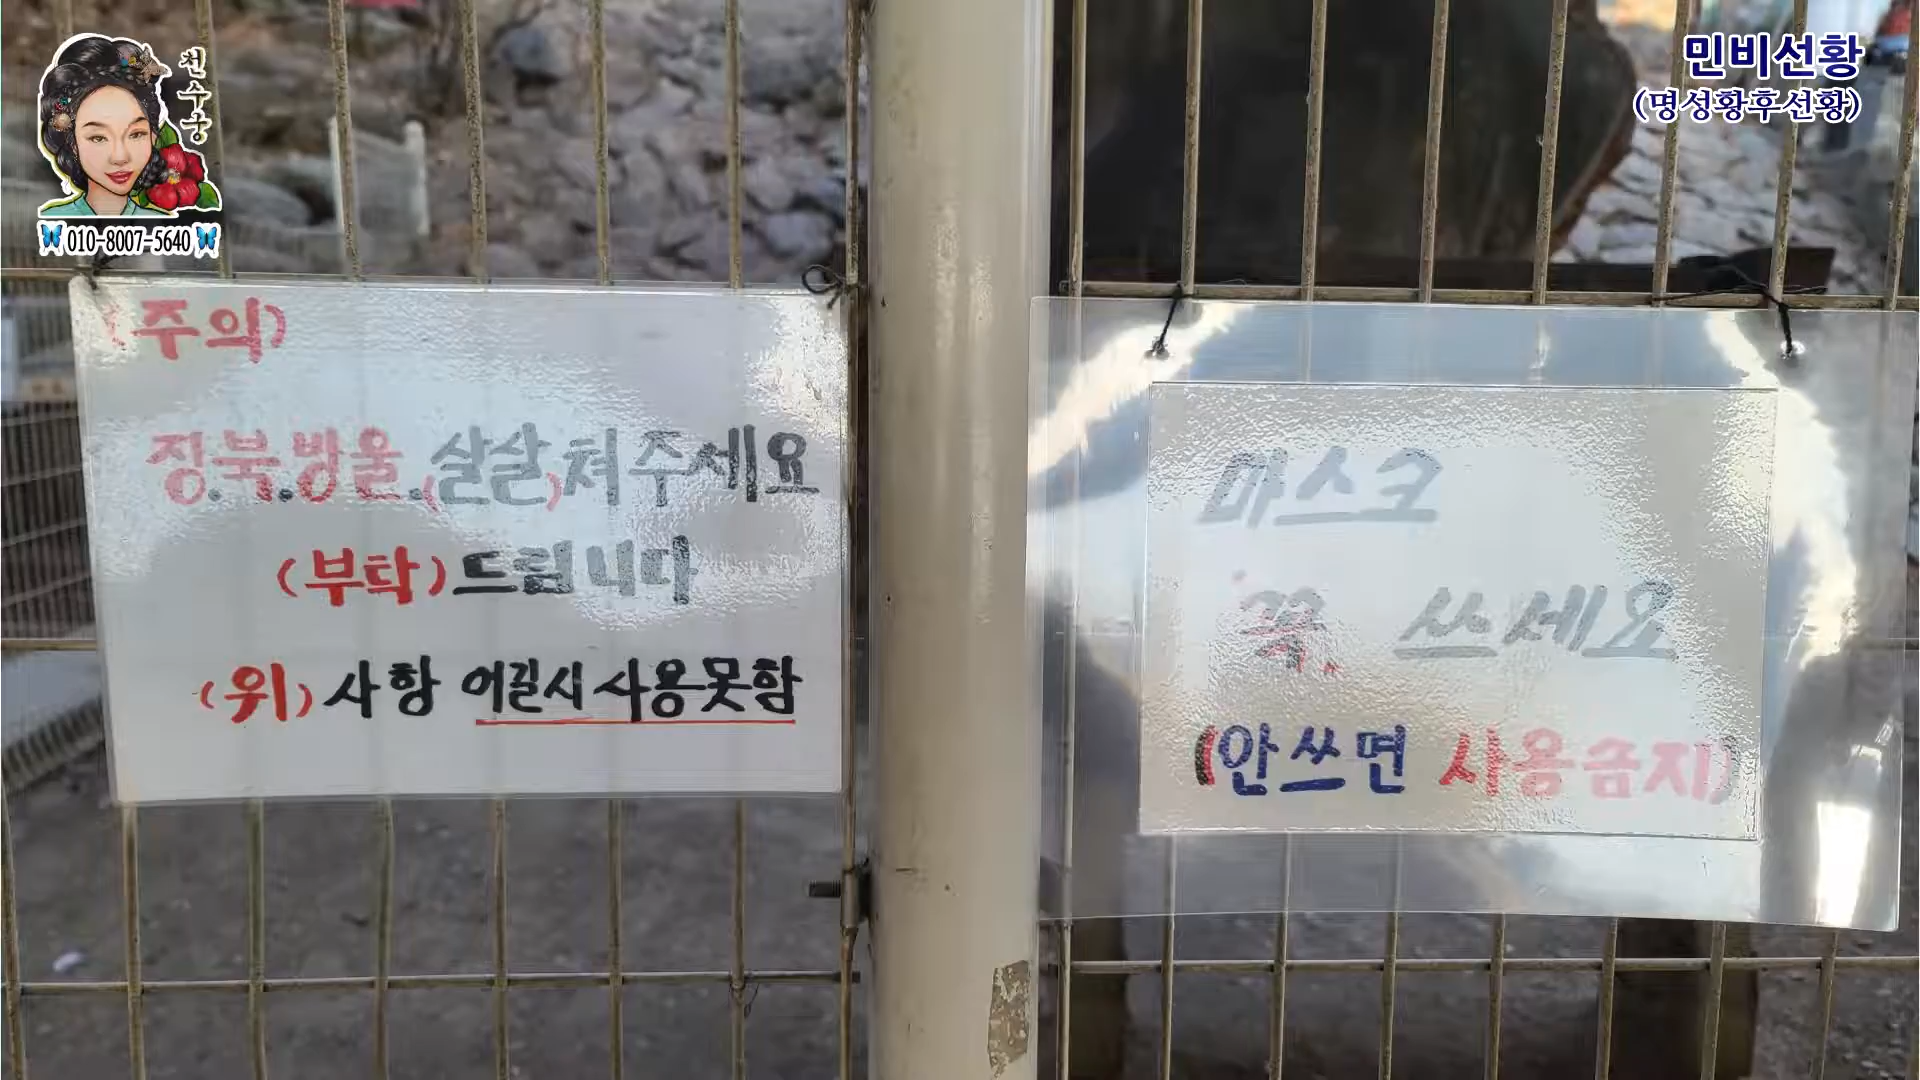 천수궁
010-8007-5640
민비선황
(명성황후선황)
(주의)
징.북.방울.(살살)쳐주세요
(부탁)드립니다
(위)사항 어길시 사용못함
마스크
꼭. 쓰세요
(안쓰면 사용금지)